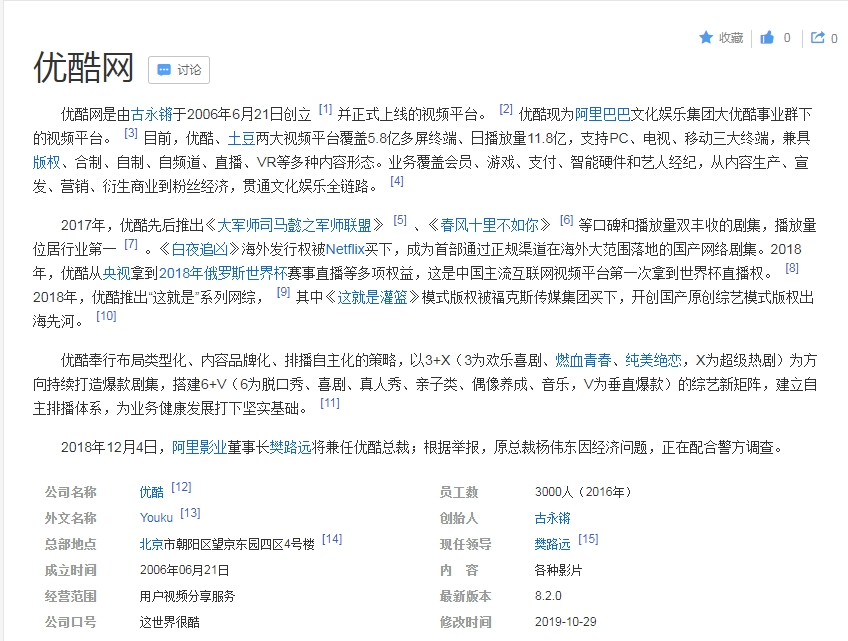 收藏 0 0
优酷网 讨论
优酷网是由古永锵于2006年6月21日创立 [1] 并正式上线的视频平台。 [2] 优酷现为阿里巴巴文化娱乐集团大优酷事业群下
的视频平台。 [3] 目前，优酷、土豆两大视频平台覆盖5.8亿多屏终端、日播放量11.8亿，支持PC、电视、移动三大终端，兼具
版权、合制、自制、自频道、直播、VR等多种内容形态。业务覆盖会员、游戏、支付、智能硬件和艺人经纪，从内容生产、宣
发、营销、衍生商业到粉丝经济，贯通文化娱乐全链路。 [4]
2017年，优酷先后推出《大军师司马懿之军师联盟》 [5] 、《春风十里不如你》 [6] 等口碑和播放量双丰收的剧集，播放量
位居行业第一 [7] 。《白夜追凶》海外发行权被Netflix买下，成为首部通过正规渠道在海外大范围落地的国产网络剧集。2018
年，优酷从央视拿到2018年俄罗斯世界杯赛事直播等多项权益，这是中国主流互联网视频平台第一次拿到世界杯直播权。 [8]
2018年，优酷推出“这就是”系列网综， [9] 其中《这就是灌篮》模式版权被福克斯传媒集团买下，开创国产原创综艺模式版权出
海先河。 [10]
优酷奉行布局类型化、内容品牌化、排播自主化的策略，以3+X（3为欢乐喜剧、燃血青春、纯美绝恋，X为超级热剧）为方
向持续打造爆款剧集，搭建6+V（6为脱口秀、喜剧、真人秀、亲子类、偶像养成、音乐，V为垂直爆款）的综艺新矩阵，建立自
主排播体系，为业务健康发展打下坚实基础。 [11]
2018年12月4日，阿里影业董事长樊路远将兼任优酷总裁；根据举报，原总裁杨伟东因经济问题，正在配合警方调查。
公司名称 优酷 [12] 员工数 3000人（2016年）
外文名称 Youku [13] 创始人 古永锵
总部地点 北京市朝阳区望京东园四区4号楼 [14] 现任领导 樊路远 [15]
成立时间 2006年06月21日 内 容 各种影片
经营范围 用户视频分享服务 最新版本 8.2.0
公司口号 这世界很酷 修改时间 2019-10-29